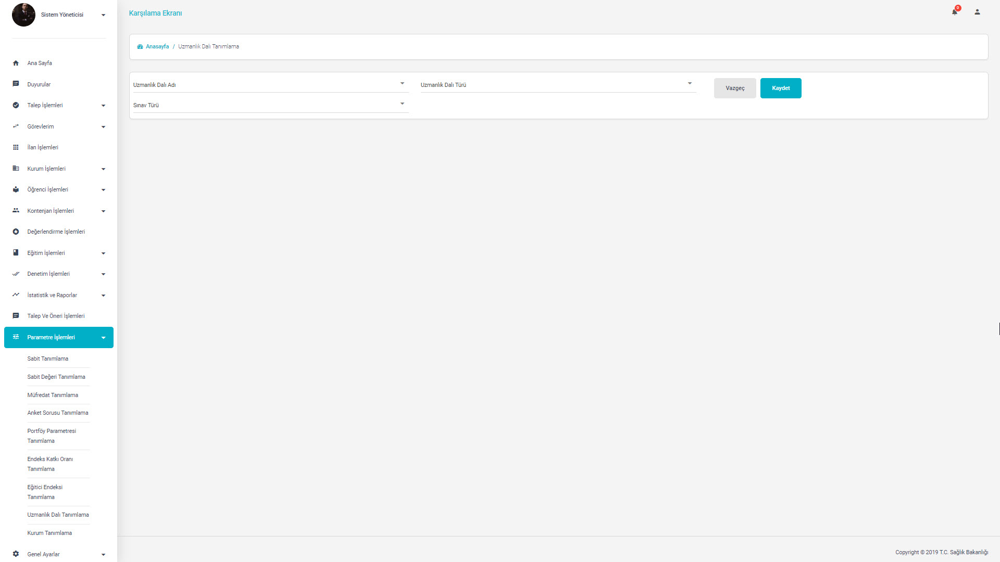 Sistem Yöneticisi
Karşılama Ekranı
0
Anasayfa / Uzmanlık Dalı Tanımlama
Ana Sayfa
Duyurular
Talep İşlemleri
Görevlerim
İlan İşlemleri
Kurum İşlemleri
Öğrenci İşlemleri
Kontenjan İşlemleri
Değerlendirme İşlemleri
Eğitim İşlemleri
Denetim İşlemleri
İstatistik ve Raporlar
Talep Ve Öneri İşlemleri
Parametre İşlemleri
Sabit Tanımlama
Sabit Değeri Tanımlama
Müfredat Tanımlama
Anket Sorusu Tanımlama
Portföy Parametresi
Tanımlama
Endeks Katkı Oranı
Tanımlama
Eğitici Endeksi
Tanımlama
Uzmanlık Dalı Tanımlama
Kurum Tanımlama
Genel Ayarlar
Uzmanlık Dalı Adı
Uzmanlık Dalı Türü
Vazgeç
Kaydet
Sınav Türü
Copyright © 2019 T.C. Sağlık Bakanlığı